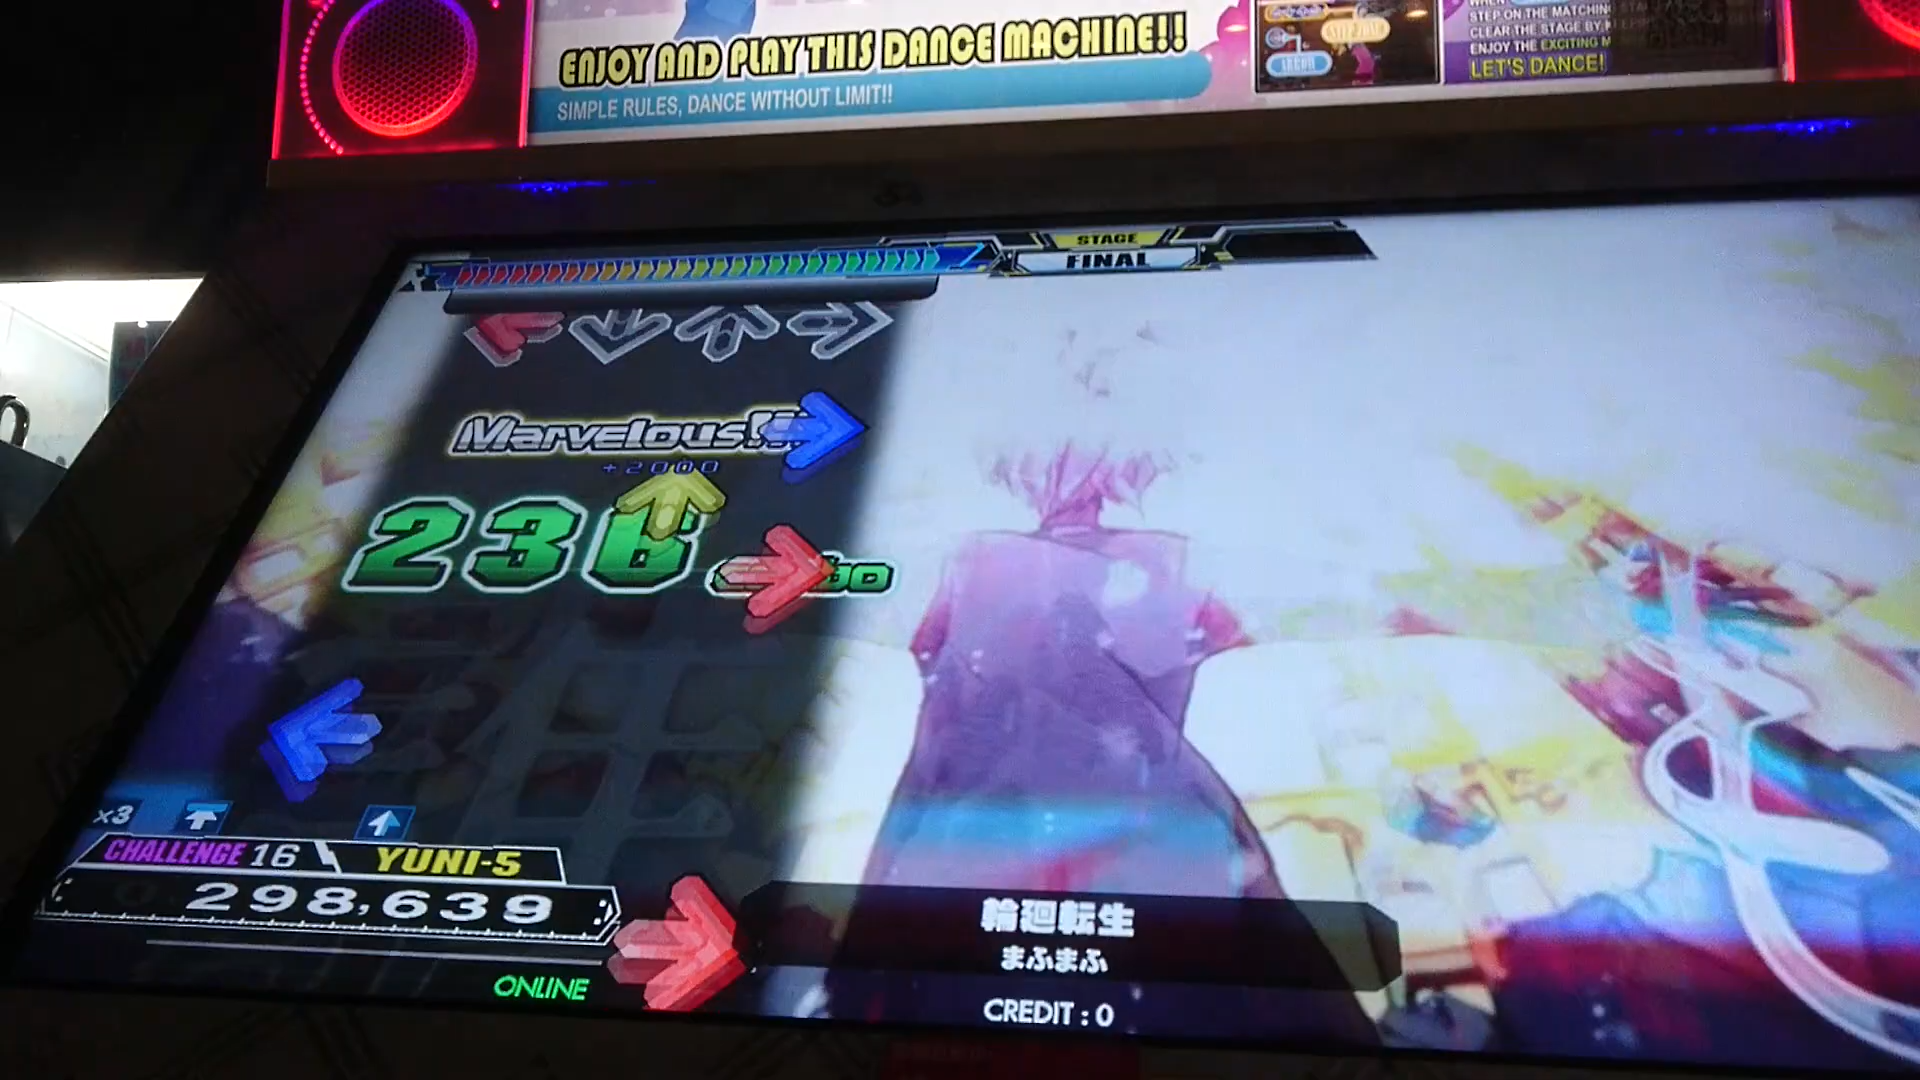 ENJOY AND PLAY THIS DANCE MACHINE!!
SIMPLE RULES, DANCE WITHOUT LIMIT!!
STEP ON THE MATCHING
CLEAR THE STAGE BY
ENJOY THE EXCITING
LET'S DANCE!
STAGE
FINAL
Marvelous!!
+2000
236
x3
CHALLENGE 16 YUNI-5
298,639
ONLINE
輪廻転生
まふまふ
CREDIT : 0